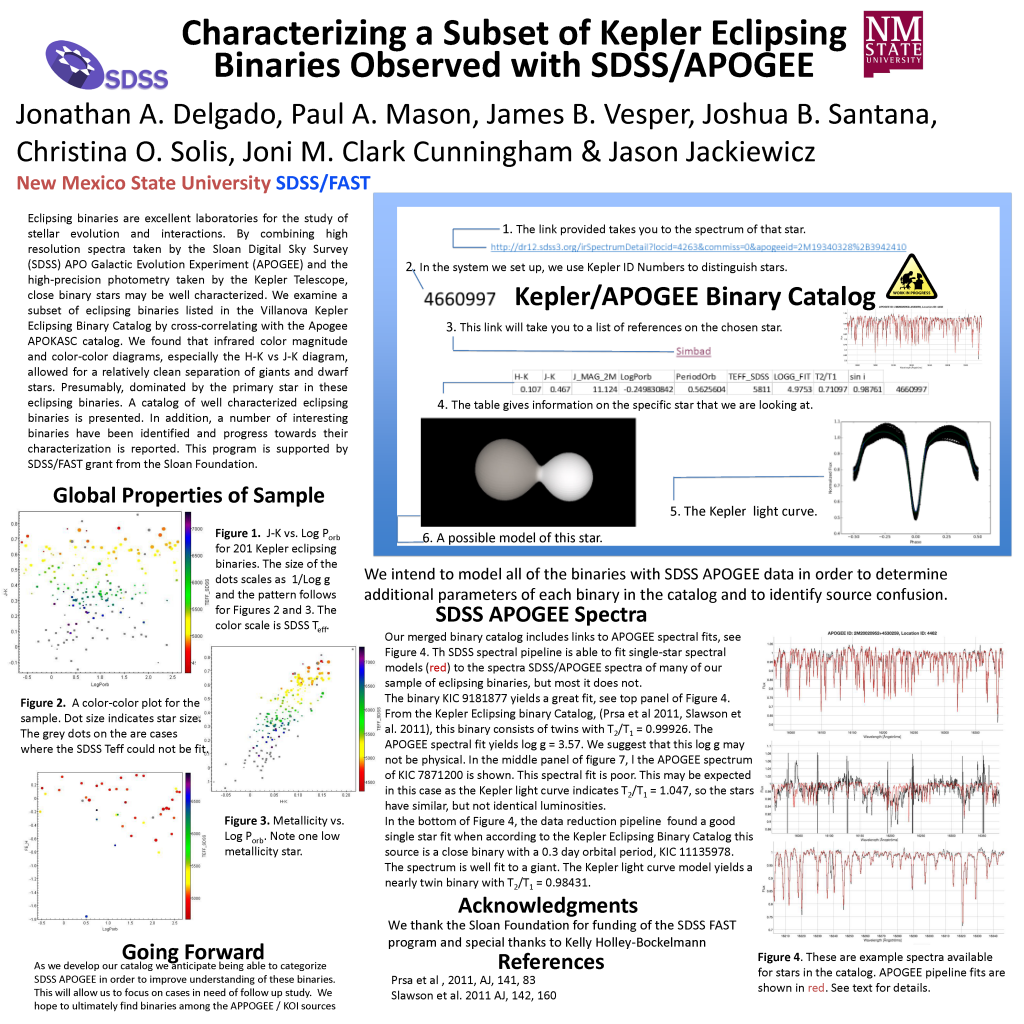 Characterizing a Subset of Kepler Eclipsing
Binaries Observed with SDSS/APOGEE
SDSS
NM
STATE
UNIVERSITY
Jonathan A. Delgado, Paul A. Mason, James B. Vesper, Joshua B. Santana,
Christina O. Solis, Joni M. Clark Cunningham & Jason Jackiewicz
New Mexico State University SDSS/FAST
Eclipsing binaries are excellent laboratories for the study of
stellar evolution and interactions. By combining high
resolution spectra taken by the Sloan Digital Sky Survey
(SDSS) APO Galactic Evolution Experiment (APOGEE) and the
high-precision photometry taken by the Kepler Telescope,
close binary stars may be well characterized. We examine a
subset of eclipsing binaries listed in the Villanova Kepler
Eclipsing Binary Catalog by cross-correlating with the Apogee
APOKASC catalog. We found that infrared color magnitude
and color-color diagrams, especially the H-K vs J-K diagram,
allowed for a relatively clean separation of giants and dwarf
stars. Presumably, dominated by the primary star in these
eclipsing binaries. A catalog of well characterized eclipsing
binaries is presented. In addition, a number of interesting
binaries have been identified and progress towards their
characterization is reported. This program is supported by
SDSS/FAST grant from the Sloan Foundation.
1. The link provided takes you to the spectrum of that star.
http://dr12.sdss3.org/irSpectrumDetail?locid=4263&commiss=0&apogeeid=2M19340328%2B3942410
2. In the system we set up, we use Kepler ID Numbers to distinguish stars.
4660997
Kepler/APOGEE Binary Catalog
WORK IN PROGRESS
3. This link will take you to a list of references on the chosen star.
Simbad
H-K J-K J_MAG_2M LogPorb PeriodOrb TEFF_SDSS LOGG_FIT T2/T1 sin i
0.107 0.467 11.124 -0.249830842 0.5625604 5811 4.9753 0.71097 0.98761 4660997
4. The table gives information on the specific star that we are looking at.
5. The Kepler light curve.
Normalized Flux
Phase
6. A possible model of this star.
Global Properties of Sample
Figure 1. J-K vs. Log Porb
for 201 Kepler eclipsing
binaries. The size of the
dots scales as 1/Log g
and the pattern follows
for Figures 2 and 3. The
color scale is SDSS Teff.
J-K
LogPorb
TEFF_SDSS
Figure 2. A color-color plot for the
sample. Dot size indicates star size.
The grey dots on the are cases
where the SDSS Teff could not be fit.
H-K
TEFF_SDSS
Figure 3. Metallicity vs.
Log Porb. Note one low
metallicity star.
LogPorb
TEFF_SDSS
Going Forward
As we develop our catalog we anticipate being able to categorize
SDSS APOGEE in order to improve understanding of these binaries.
This will allow us to focus on cases in need of follow up study. We
hope to ultimately find binaries among the APPOGEE / KOI sources
We intend to model all of the binaries with SDSS APOGEE data in order to determine
additional parameters of each binary in the catalog and to identify source confusion.
SDSS APOGEE Spectra
Our merged binary catalog includes links to APOGEE spectral fits, see
Figure 4. Th SDSS spectral pipeline is able to fit single-star spectral
models (red) to the spectra SDSS/APOGEE spectra of many of our
sample of eclipsing binaries, but most it does not.
The binary KIC 9181877 yields a great fit, see top panel of Figure 4.
From the Kepler Eclipsing binary Catalog, (Prsa et al 2011, Slawson et
al. 2011), this binary consists of twins with T2/T1 = 0.99926. The
APOGEE spectral fit yields log g = 3.57. We suggest that this log g may
not be physical. In the middle panel of figure 7, l the APOGEE spectrum
of KIC 7871200 is shown. This spectral fit is poor. This may be expected
in this case as the Kepler light curve indicates T2/T1 = 1.047, so the stars
have similar, but not identical luminosities.
In the bottom of Figure 4, the data reduction pipeline found a good
single star fit when according to the Kepler Eclipsing Binary Catalog this
source is a close binary with a 0.3 day orbital period, KIC 11135978.
The spectrum is well fit to a giant. The Kepler light curve model yields a
nearly twin binary with T2/T1 = 0.98431.
Acknowledgments
We thank the Sloan Foundation for funding of the SDSS FAST
program and special thanks to Kelly Holley-Bockelmann
References
Prsa et al , 2011, AJ, 141, 83
Slawson et al. 2011 AJ, 142, 160
Wavelength (Angströms)
Wavelength (Angströms)
Wavelength (Angströms)
Figure 4. These are example spectra available
for stars in the catalog. APOGEE pipeline fits are
shown in red. See text for details.